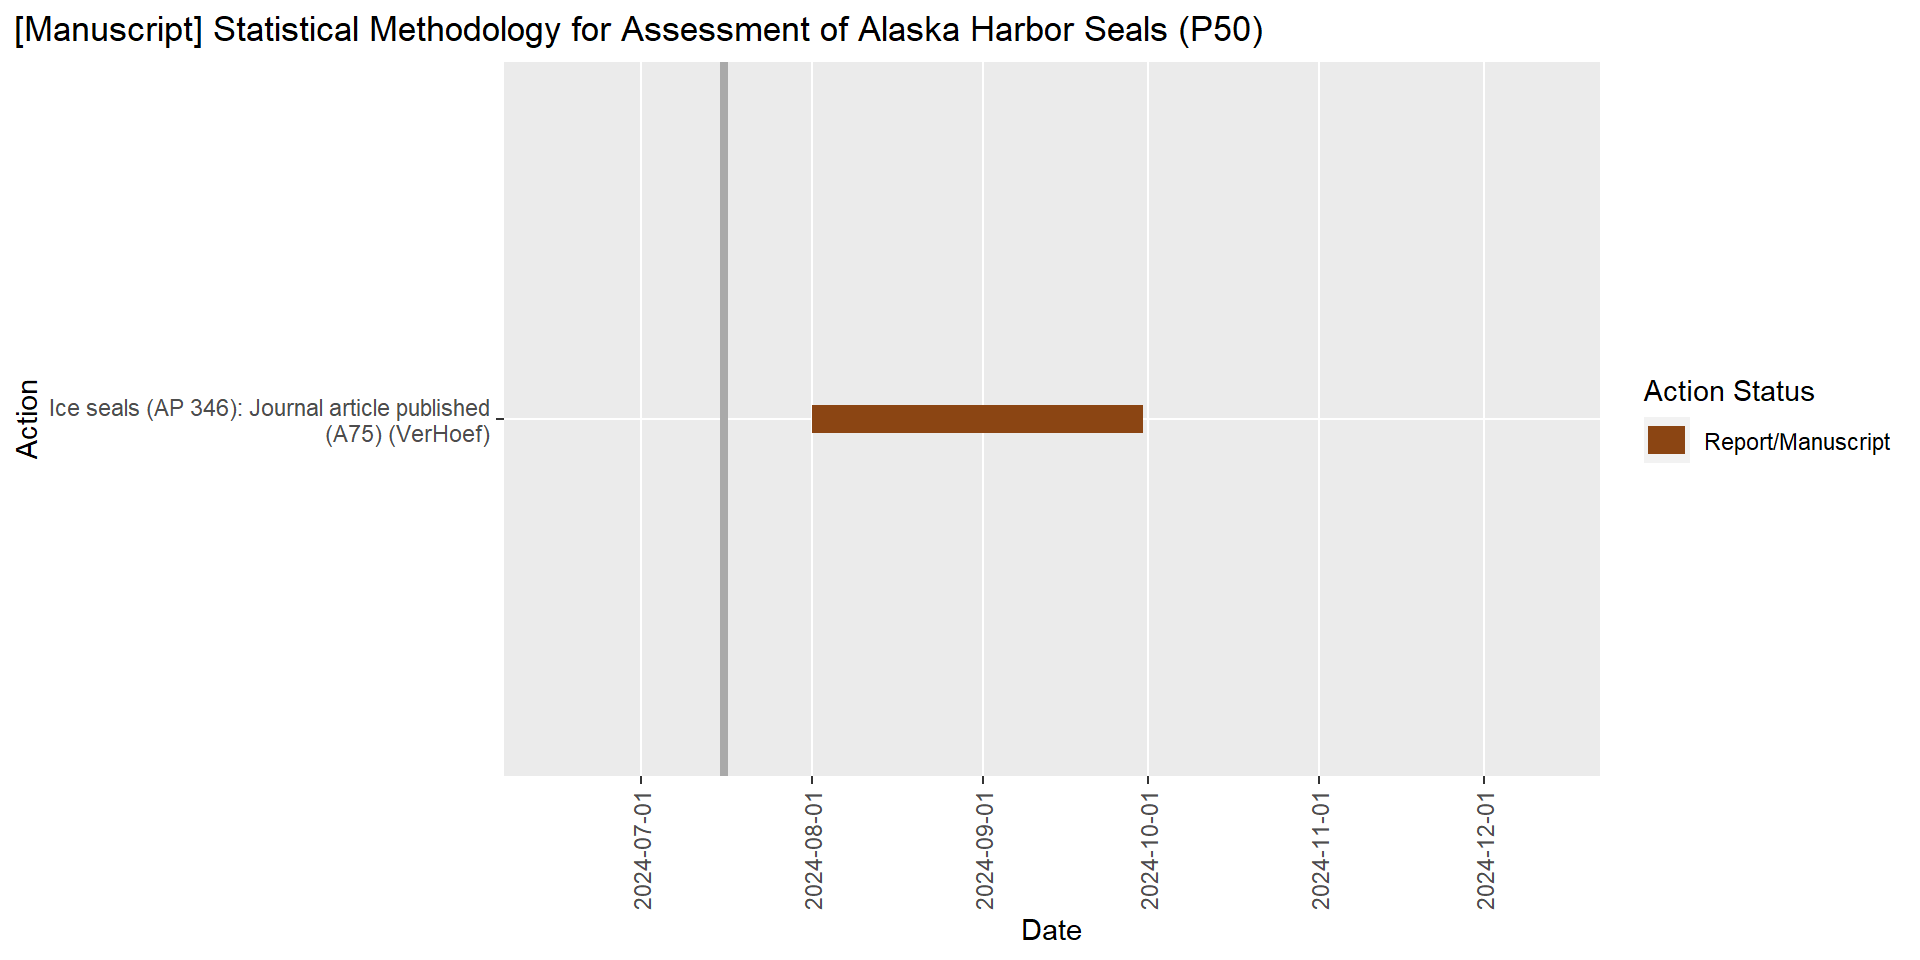 [Manuscript] Statistical Methodology for Assessment of Alaska Harbor Seals (P50)
Action
Ice seals (AP 346): Journal article published
(A75) (VerHoef)
Action Status
Report/Manuscript
2024-07-01
2024-08-01
2024-09-01
2024-10-01
2024-11-01
2024-12-01
Date